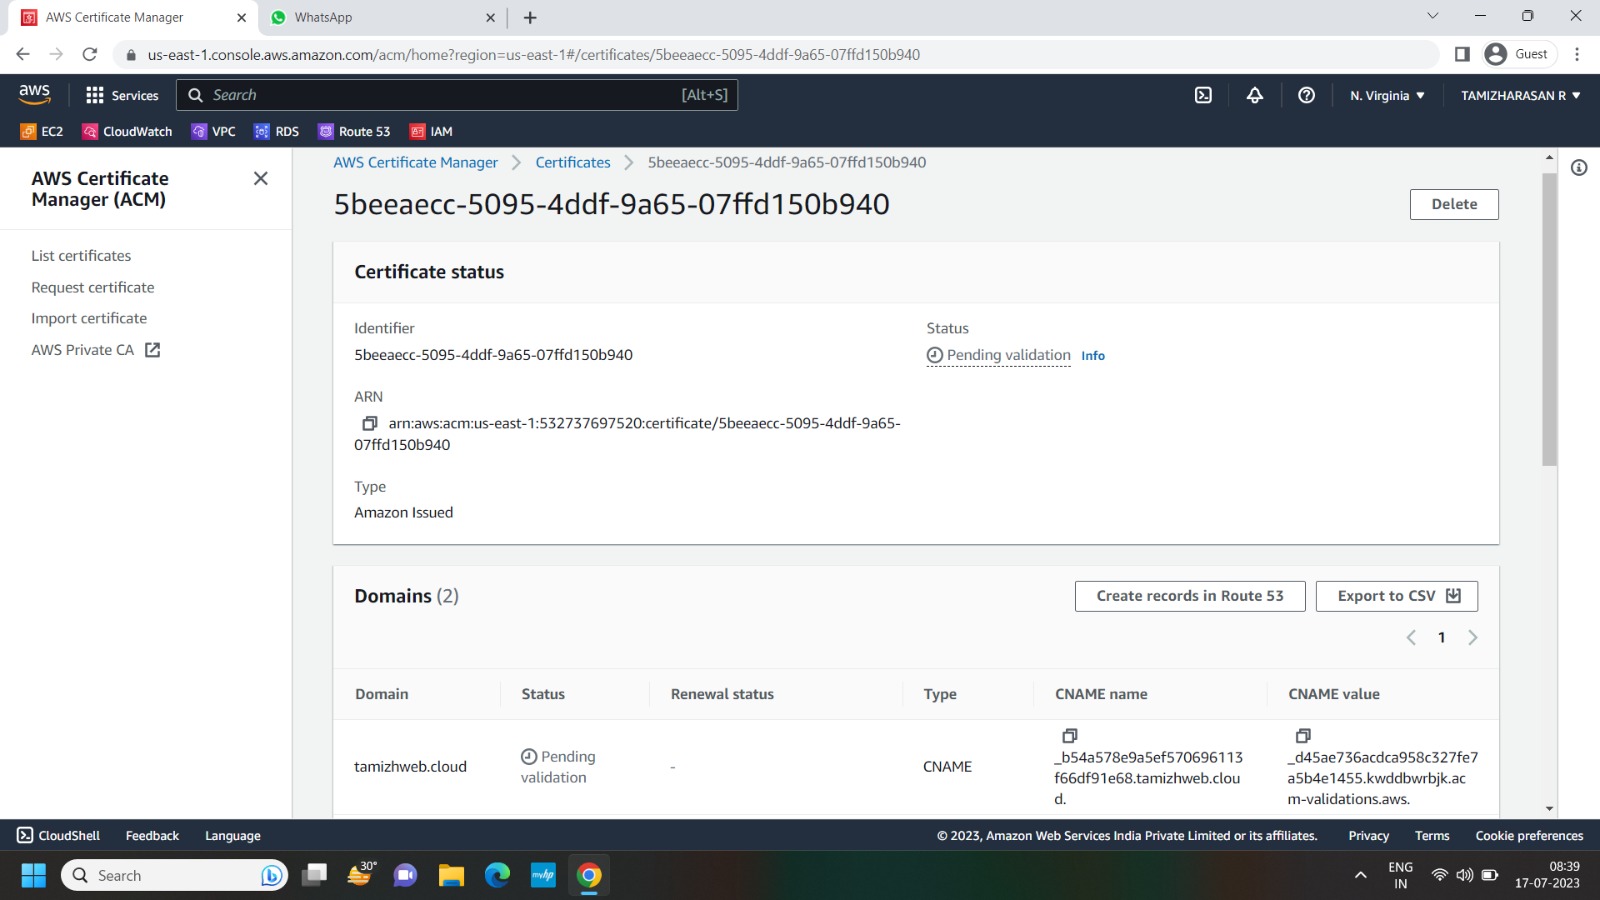 AWS Certificate Manager
WhatsApp
us-east-1.console.aws.amazon.com/acm/home?region=us-east-1#/certificates/5beeaecc-5095-4ddf-9a65-07ffd150b940
Guest
aws
Services
Search
[Alt+S]
N. Virginia
TAMIZHARASAN R
EC2
CloudWatch
VPC
RDS
Route 53
IAM
AWS Certificate
Manager (ACM)
List certificates
Request certificate
Import certificate
AWS Private CA
AWS Certificate Manager
Certificates
5beeaecc-5095-4ddf-9a65-07ffd150b940
5beeaecc-5095-4ddf-9a65-07ffd150b940
Delete
Certificate status
Identifier
5beeaecc-5095-4ddf-9a65-07ffd150b940
Status
Pending validation Info
ARN
arn:aws:acm:us-east-1:532737697520:certificate/5beeaecc-5095-4ddf-9a65-
07ffd150b940
Type
Amazon Issued
Domains (2)
Create records in Route 53
Export to CSV
1
Domain
Status
Renewal status
Type
CNAME name
CNAME value
tamizhweb.cloud
Pending
validation
-
CNAME
_b54a578e9a5ef570696113
f66df91e68.tamizhweb.clou
d.
_d45ae736acdca958c327fe7
a5b4e1455.kwddbwrbjk.ac
m-validations.aws.
CloudShell
Feedback
Language
© 2023, Amazon Web Services India Private Limited or its affiliates.
Privacy
Terms
Cookie preferences
Search
30°
myhp
ENG
IN
08:39
17-07-2023